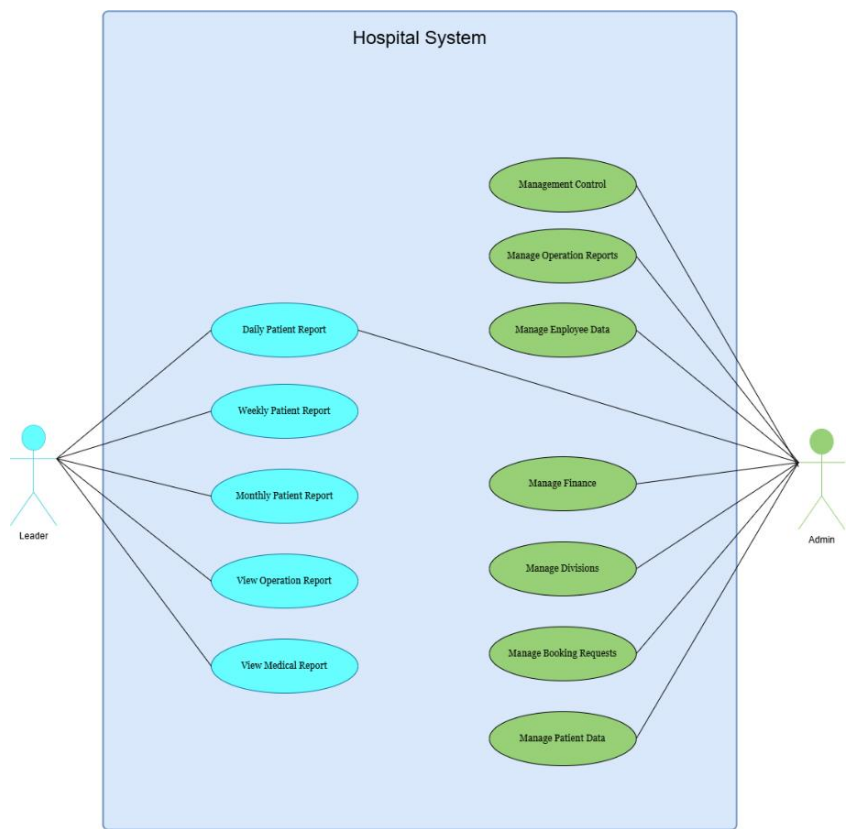 Hospital System
Management Control
Manage Operation Reports
Daily Patient Report
Manage Enployee Data
Weekly Patient Report
Leader
Monthly Patient Report
Manage Finance
Admin
View Operation Report
Manage Divisions
View Medical Report
Manage Booking Requests
Manage Patient Data